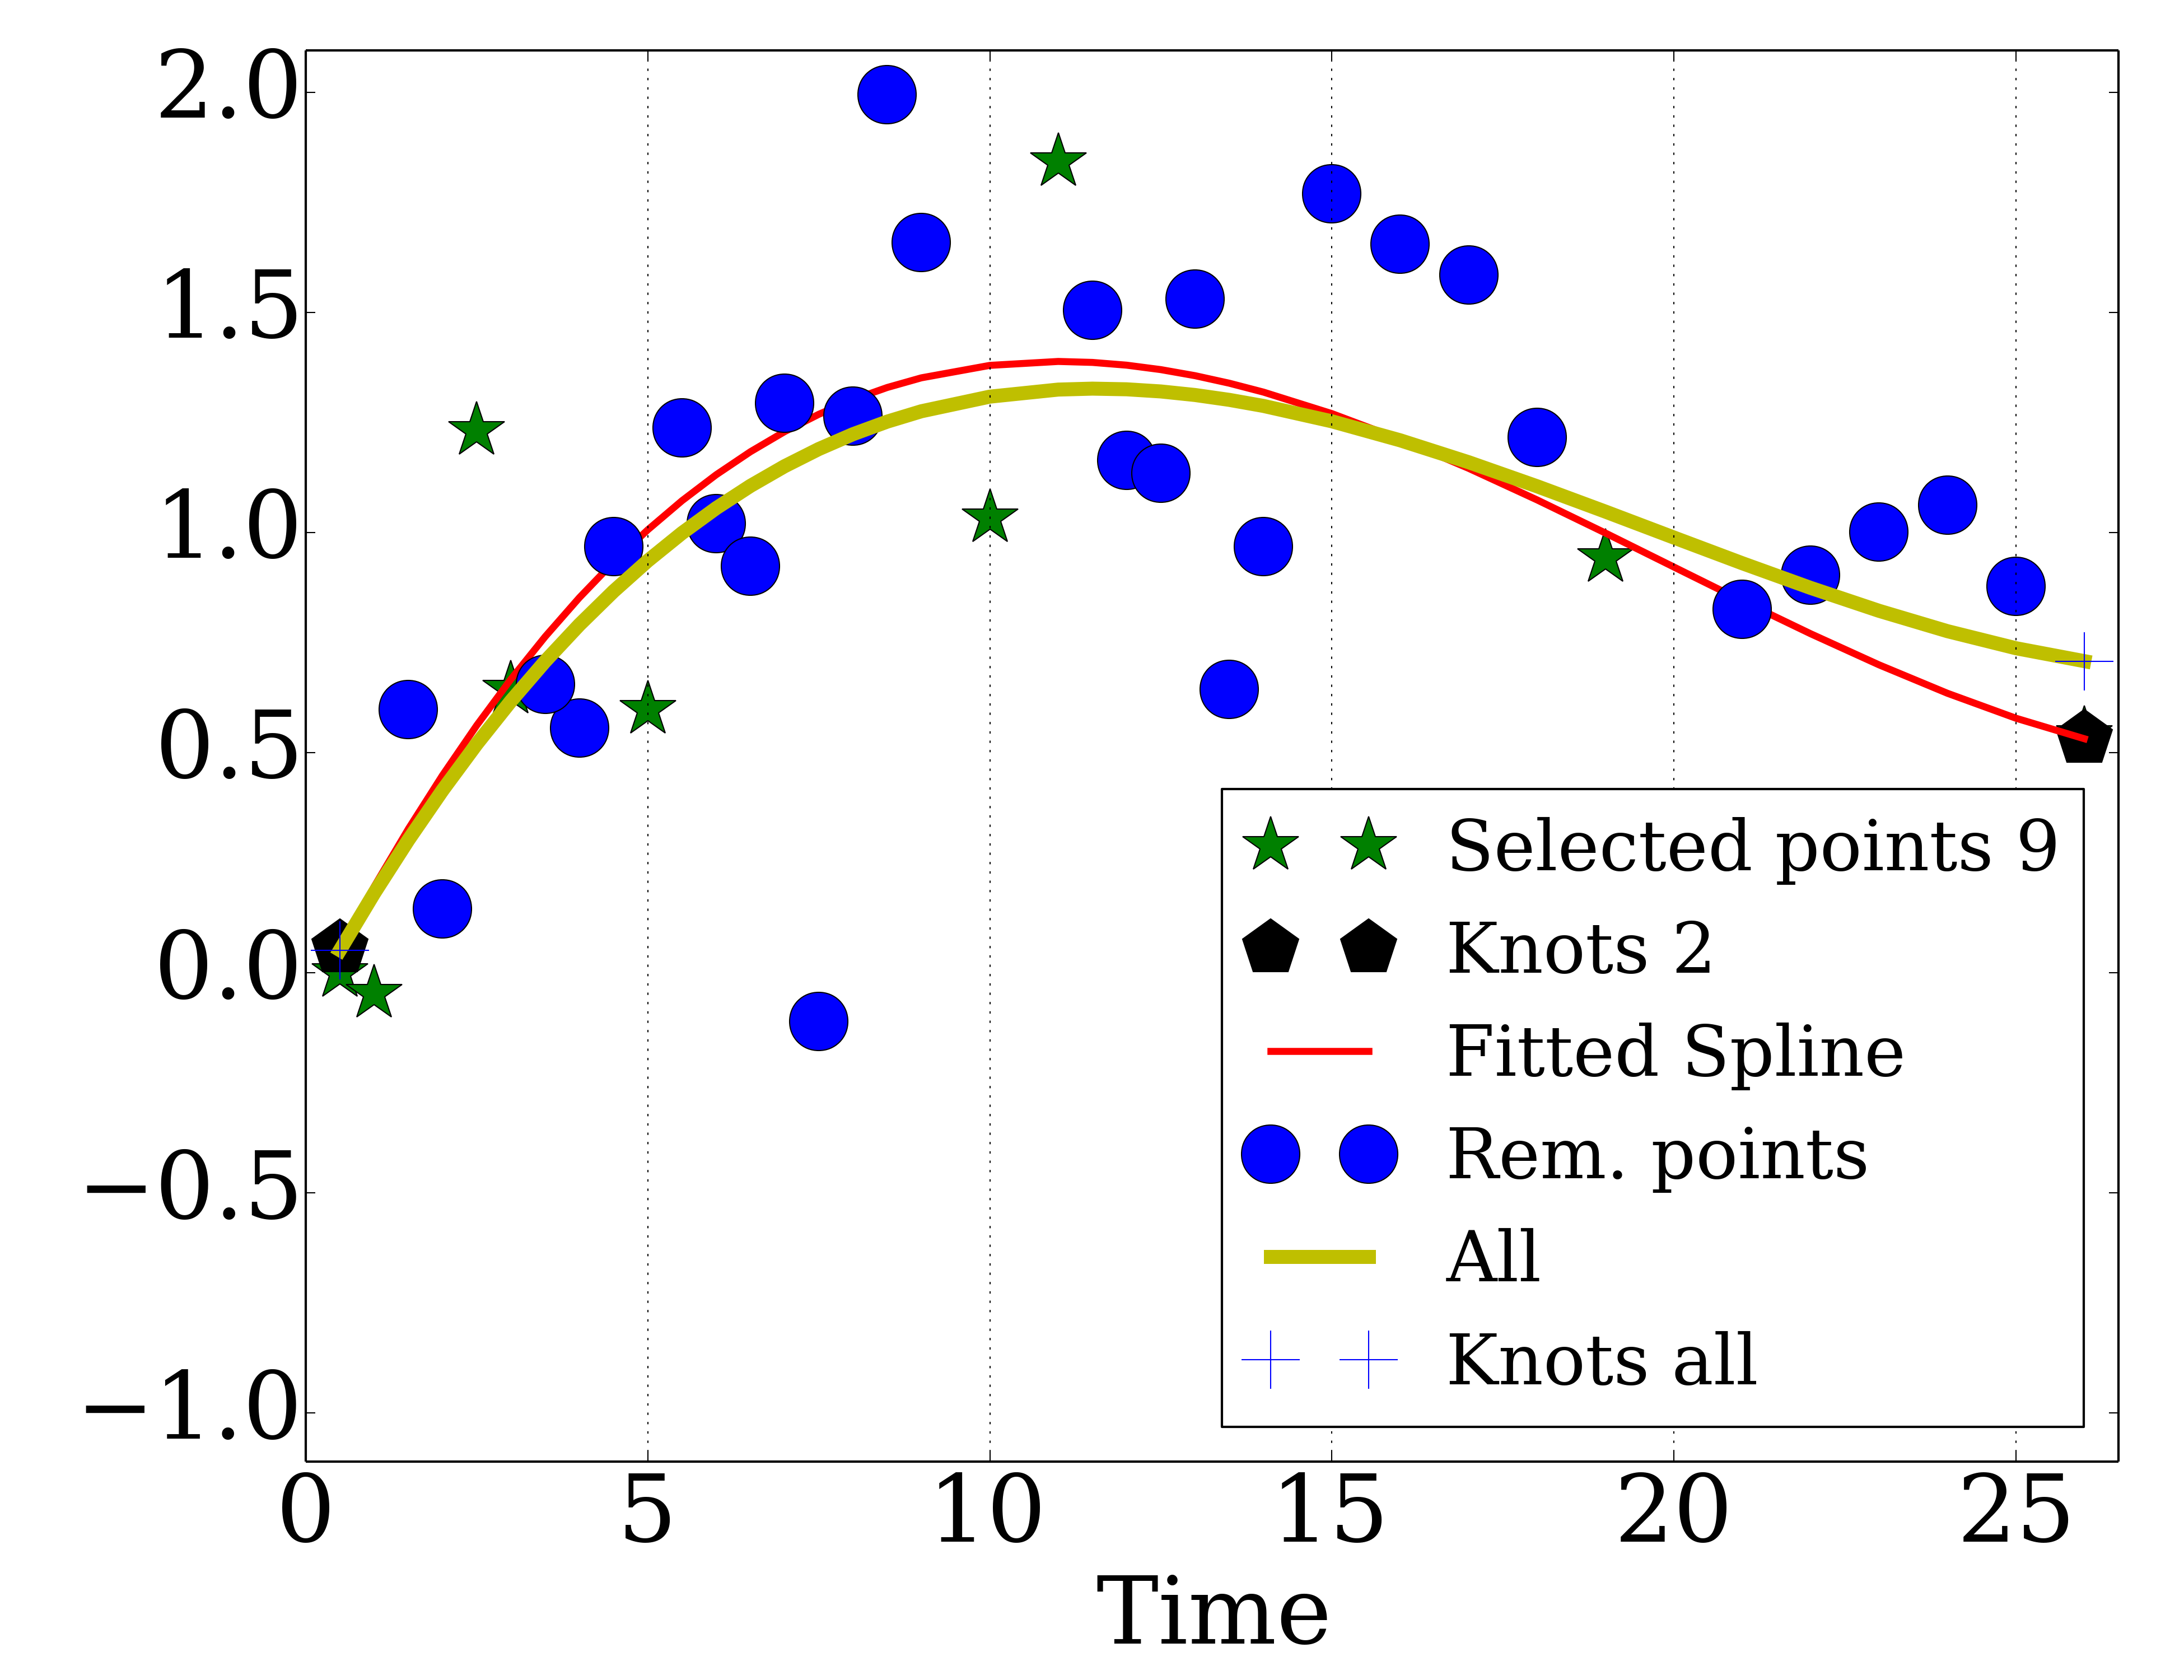 2.0
1.5
1.0
0.5
0.0
−0.5
−1.0
0 5 10 15 20 25
Time
Selected points 9
Knots 2
Fitted Spline
Rem. points
All
Knots all